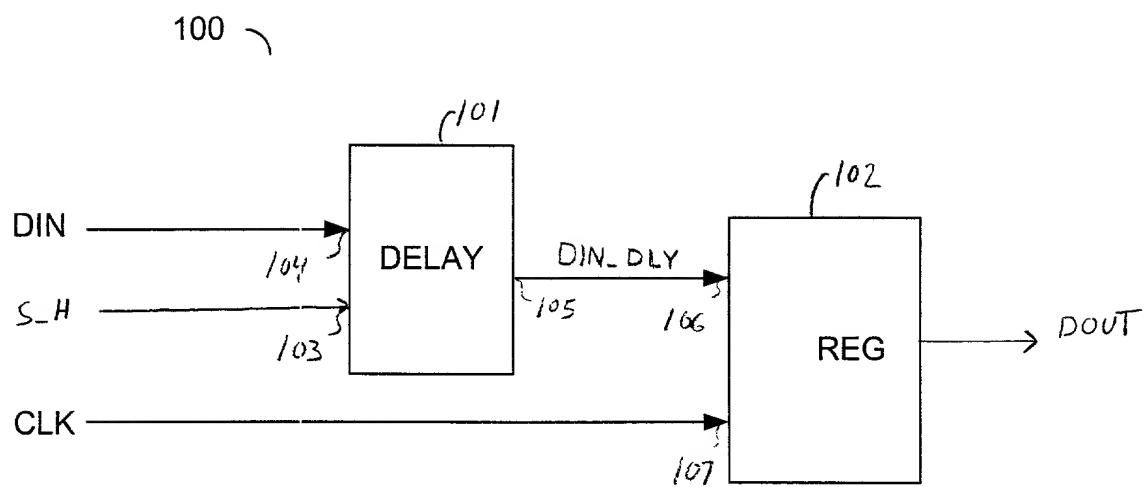 100
101
102
DIN
104
DELAY
DIN_DLY
S_H
103
105
106
REG
DOUT
CLK
107